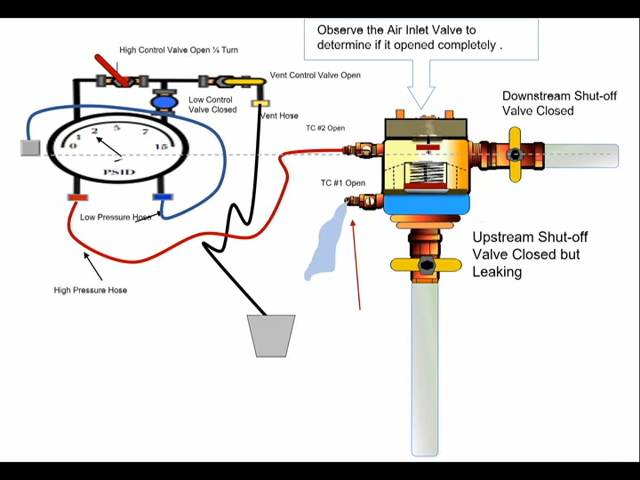 Observe the Air Inlet Valve to
determine if it opened completely .
High Control Valve Open ¼ Turn
Vent Control Valve Open
Low Control
Valve Closed
Vent Hose
Downstream Shut-off
Valve Closed
TC #2 Open
0 1 2 5 7 15
PSID
TC #1 Open
Low Pressure Hose
Upstream Shut-off
Valve Closed but
Leaking
High Pressure Hose